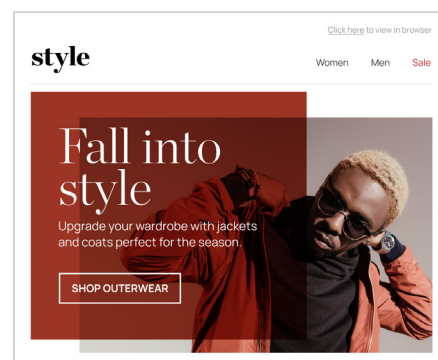 Click here to view in browser
style
Women Men Sale
Fall into
style
Upgrade your wardrobe with jackets
and coats perfect for the season.
SHOP OUTERWEAR